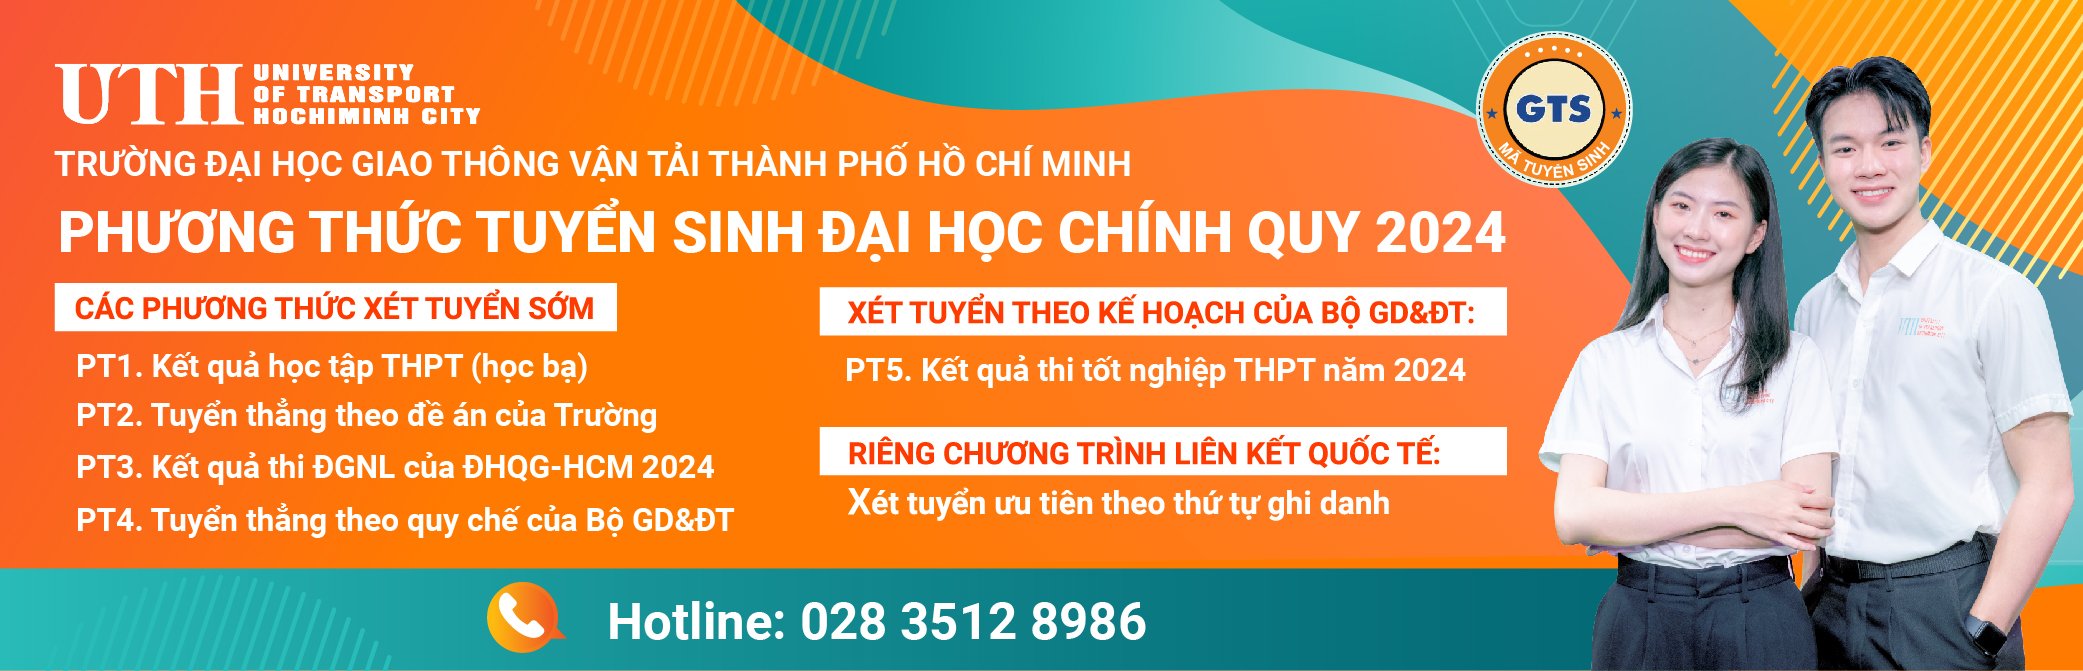 UTH UNIVERSITY
OF TRANSPORT
HOCHIMINH CITY
TRƯỜNG ĐẠI HỌC GIAO THÔNG VẬN TẢI THÀNH PHỐ HỒ CHÍ MINH
PHƯƠNG THỨC TUYỂN SINH ĐẠI HỌC CHÍNH QUY 2024
GTS
MÃ TUYỂN SINH
CÁC PHƯƠNG THỨC XÉT TUYỂN SỚM
PT1. Kết quả học tập THPT (học bạ)
PT2. Tuyển thẳng theo đề án của Trường
PT3. Kết quả thi ĐGNL của ĐHQG-HCM 2024
PT4. Tuyển thẳng theo quy chế của Bộ GD&ĐT
XÉT TUYỂN THEO KẾ HOẠCH CỦA BỘ GD&ĐT:
PT5. Kết quả thi tốt nghiệp THPT năm 2024
RIÊNG CHƯƠNG TRÌNH LIÊN KẾT QUỐC TẾ:
Xét tuyển ưu tiên theo thứ tự ghi danh
Hotline: 028 3512 8986